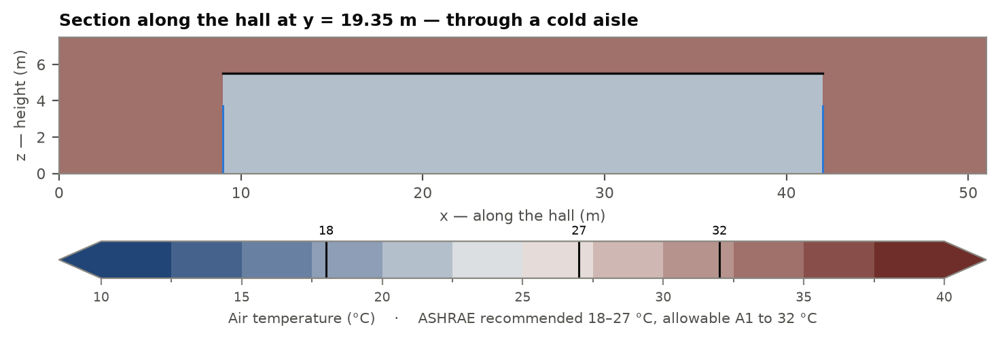 Section along the hall at y = 19.35 m — through a cold aisle
z — height (m)
6
4
2
0
0 10 20 30 40 50
x — along the hall (m)
18 27 32
10 15 20 25 30 35 40
Air temperature (°C) · ASHRAE recommended 18–27 °C, allowable A1 to 32 °C